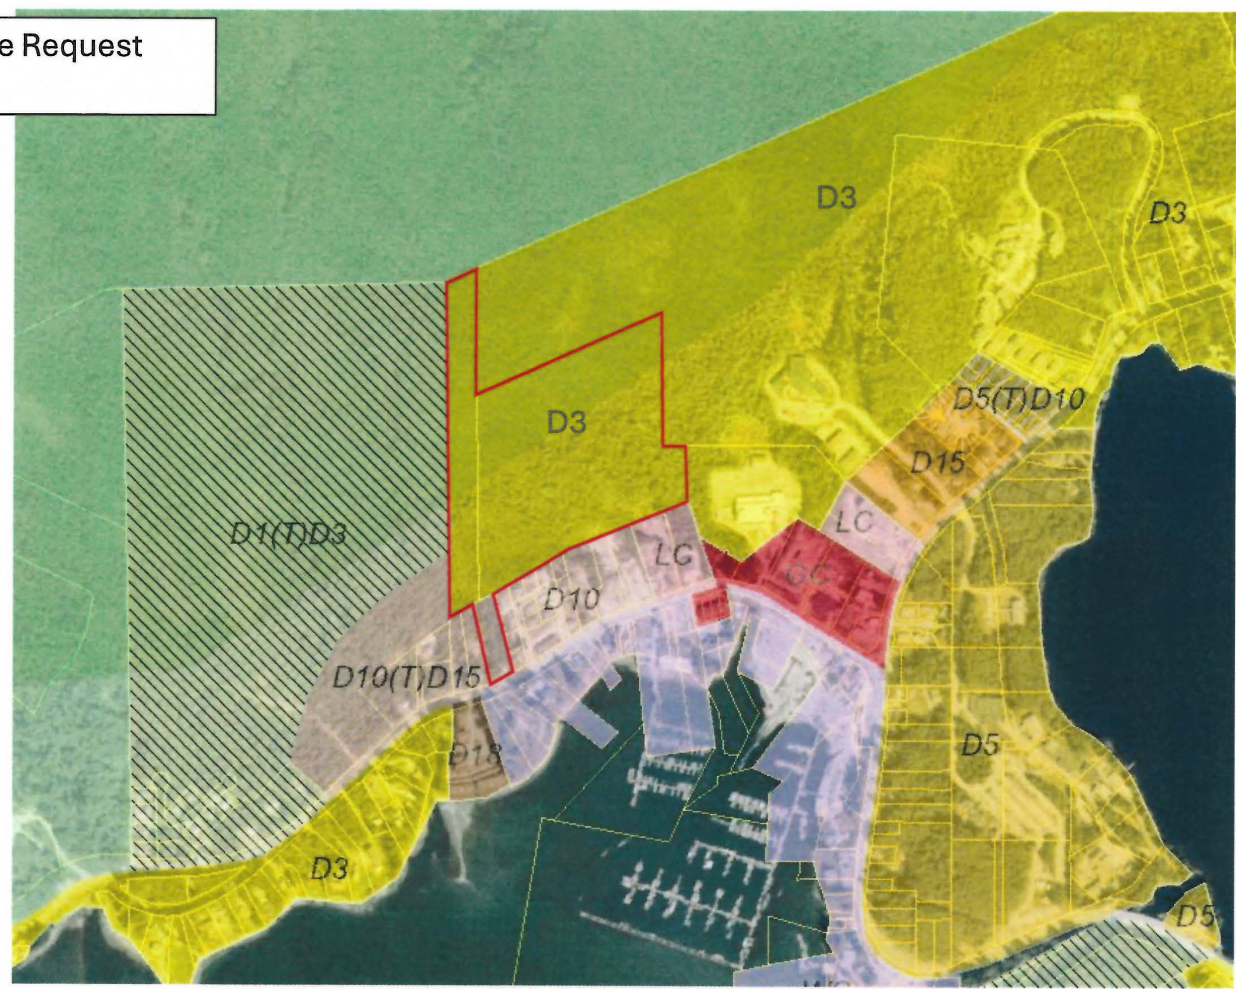 e Request
D3
D3
D3
D5(T)D10
D15
LC
D1(T)D3
LC
GC
D10
D10(T)D15
D18
D5
D3
D5